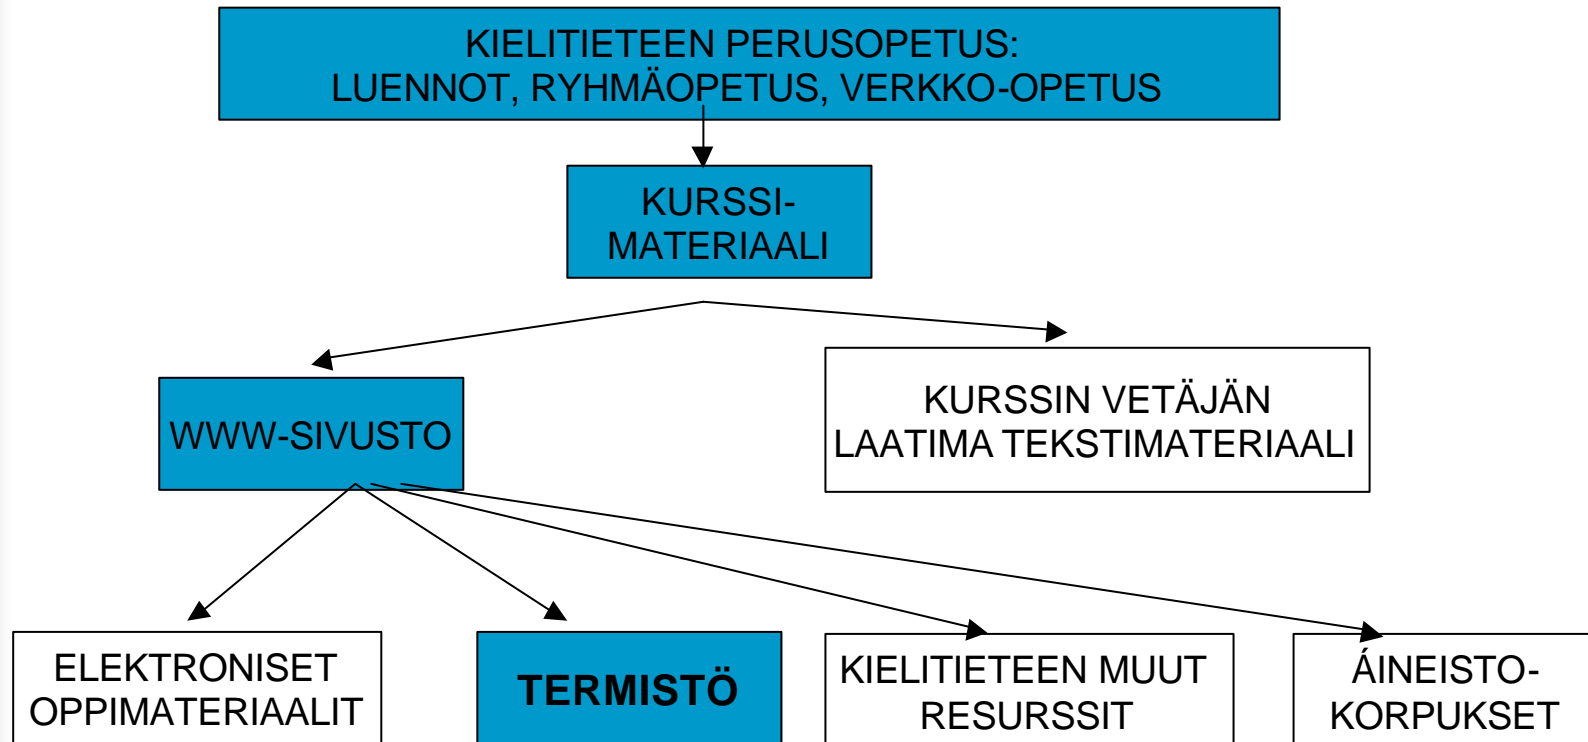 KIELITIETEEN PERUSOPETUS:
LUENNOT, RYHMÄOPETUS, VERKKO-OPETUS
KURSSI-
MATERIAALI
WWW-SIVUSTO
KURSSIN VETÄJÄN
LAATIMA TEKSTIMATERIAALI
ELEKTRONISET
OPPIMATERIAALIT
TERMISTÖ
KIELITIETEEN MUUT
RESURSSIT
ÁINEISTO-
KORPUKSET